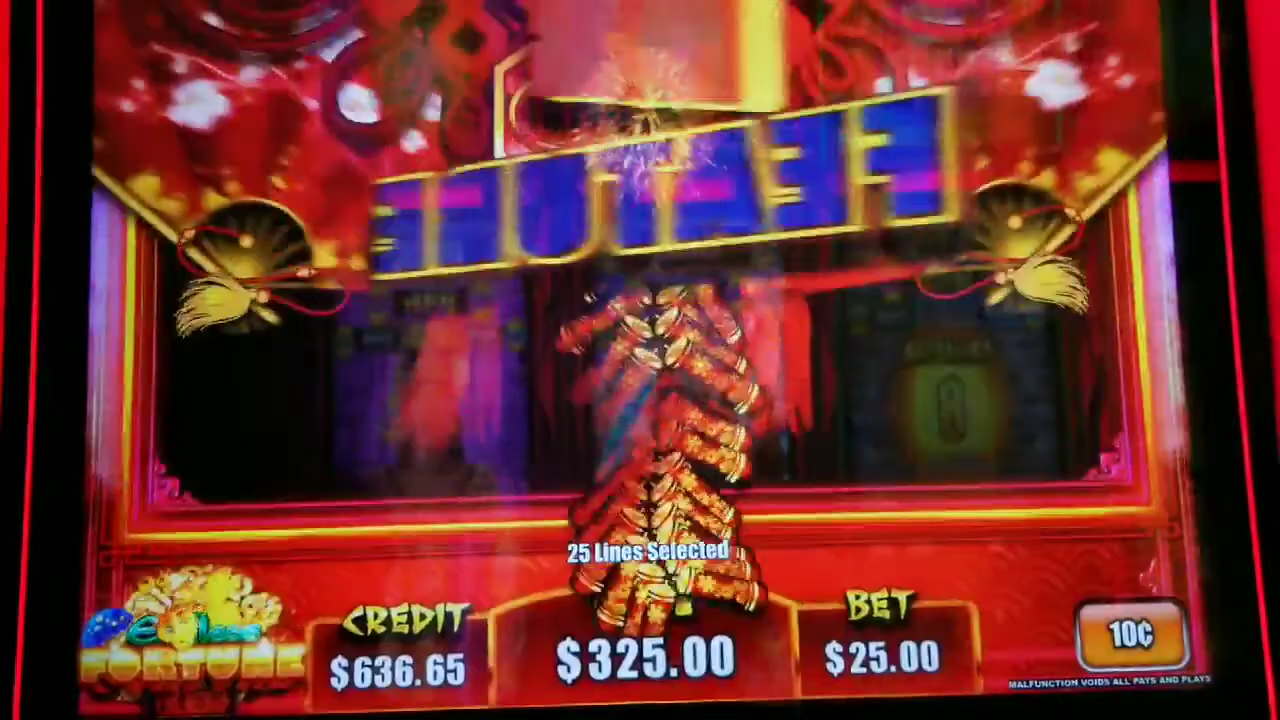 FEATURE
25 Lines Selected
CREDIT
$636.65
$325.00
BET
$25.00
10¢
FORTUNE
MALFUNCTION VOIDS ALL PAYS AND PLAYS